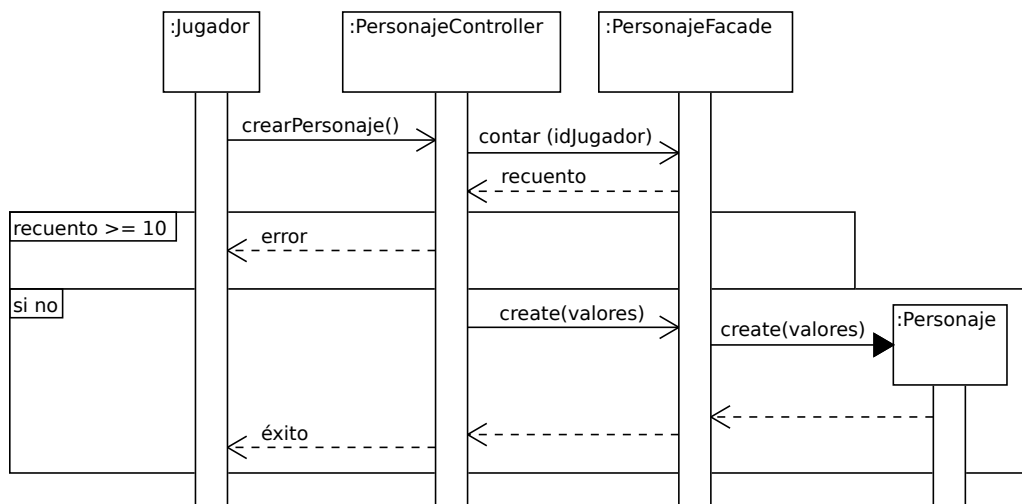 :Jugador
:PersonajeController
:PersonajeFacade
crearPersonaje()
contar (idJugador)
recuento
recuento >= 10
error
si no
create(valores)
:Personaje
create(valores)
éxito